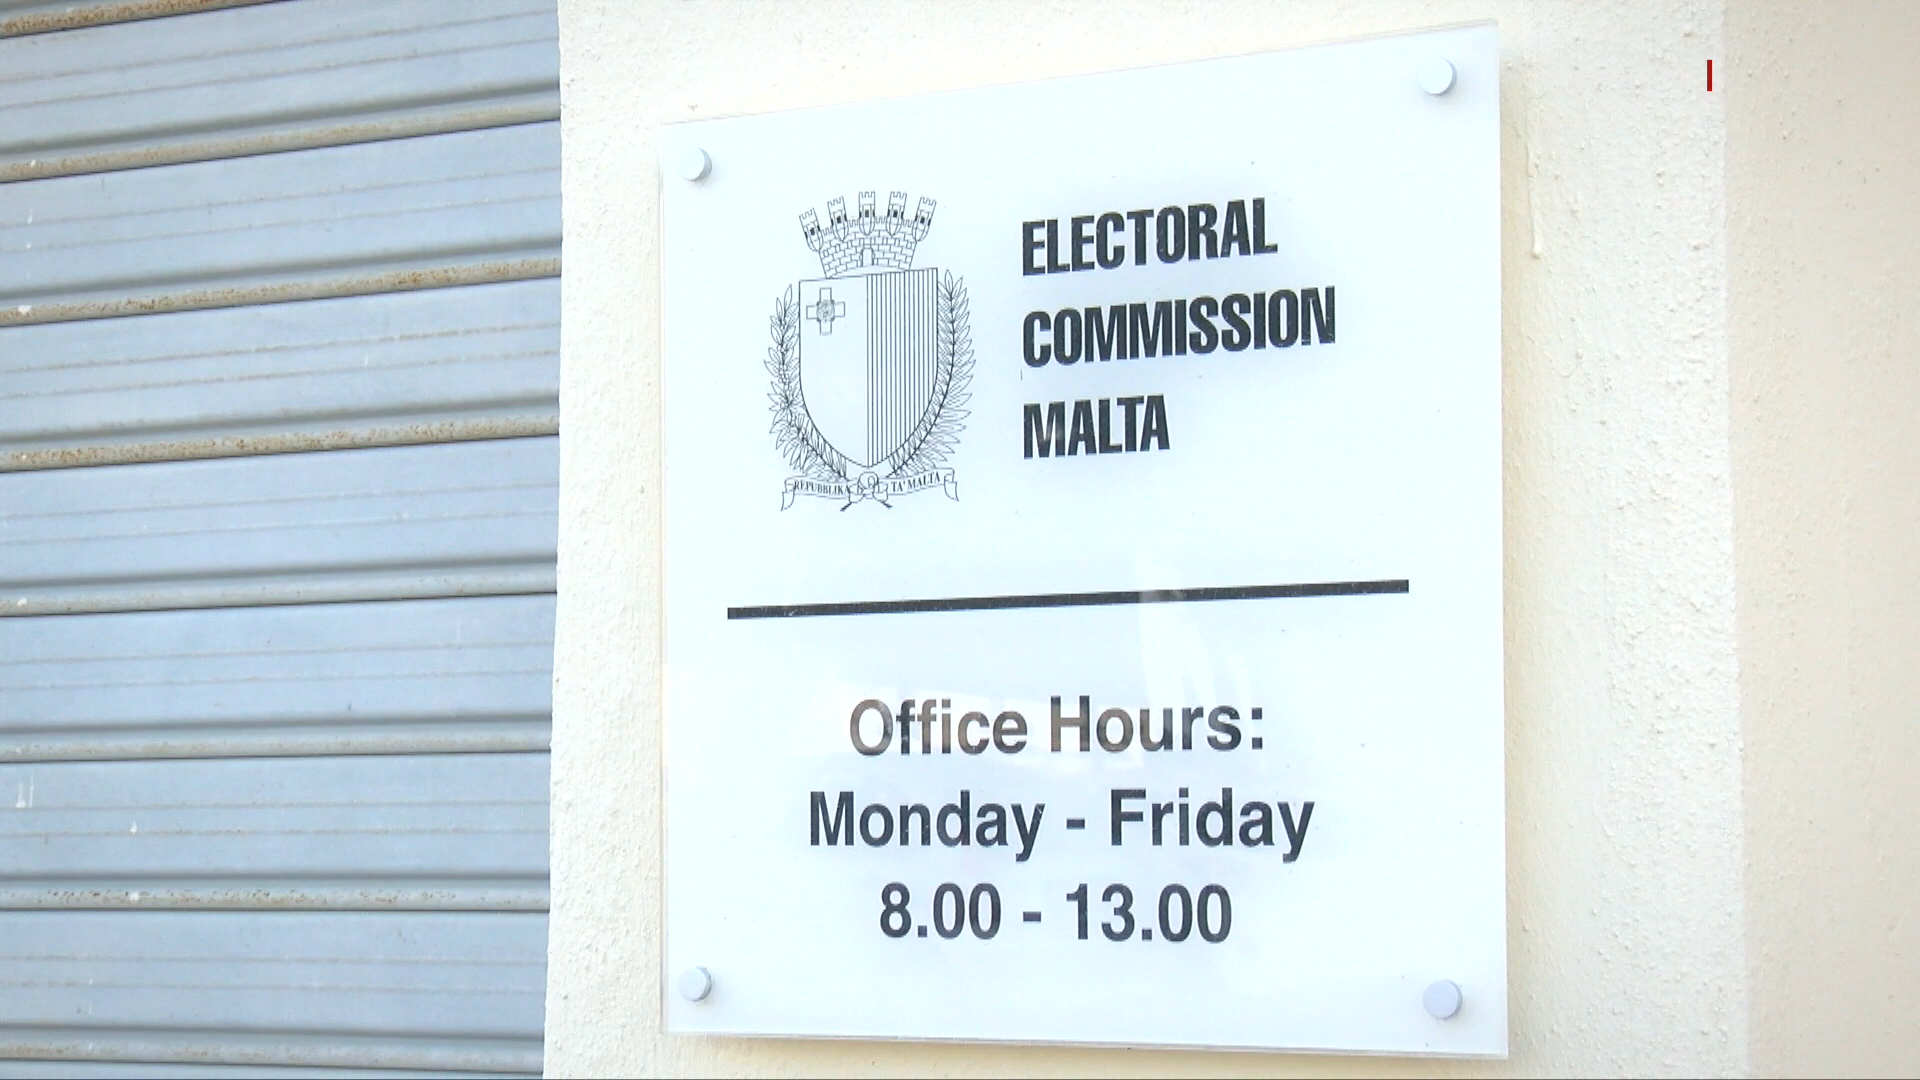 ELECTORAL
COMMISSION
MALTA
REPUBBLIKA TA' MALTA
Office Hours:
Monday - Friday
8.00 - 13.00